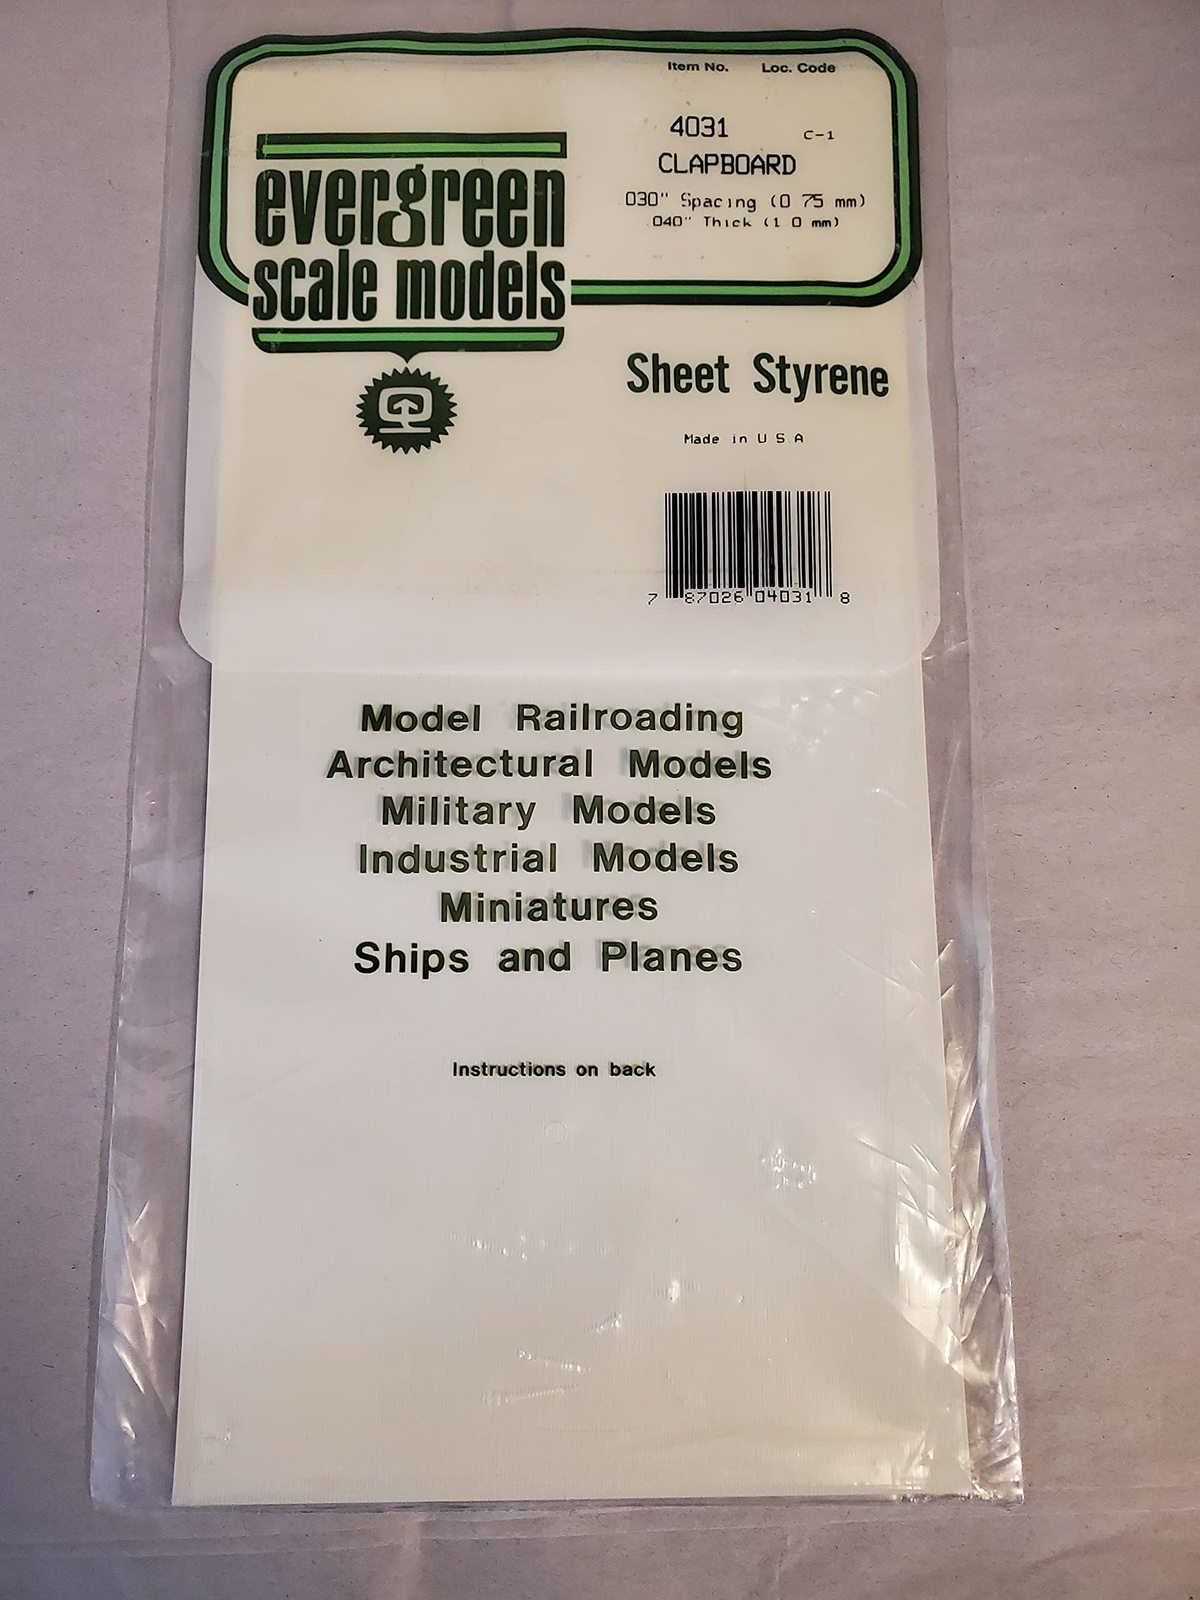 Item No. Loc. Code
4031 C-1
CLAPBOARD
.030" Spacing (0 75 mm)
.040" Thick (1 0 mm)
evergreen
scale models
Sheet Styrene
Made in U S A
7 87026 04031 8
Model Railroading
Architectural Models
Military Models
Industrial Models
Miniatures
Ships and Planes
Instructions on back